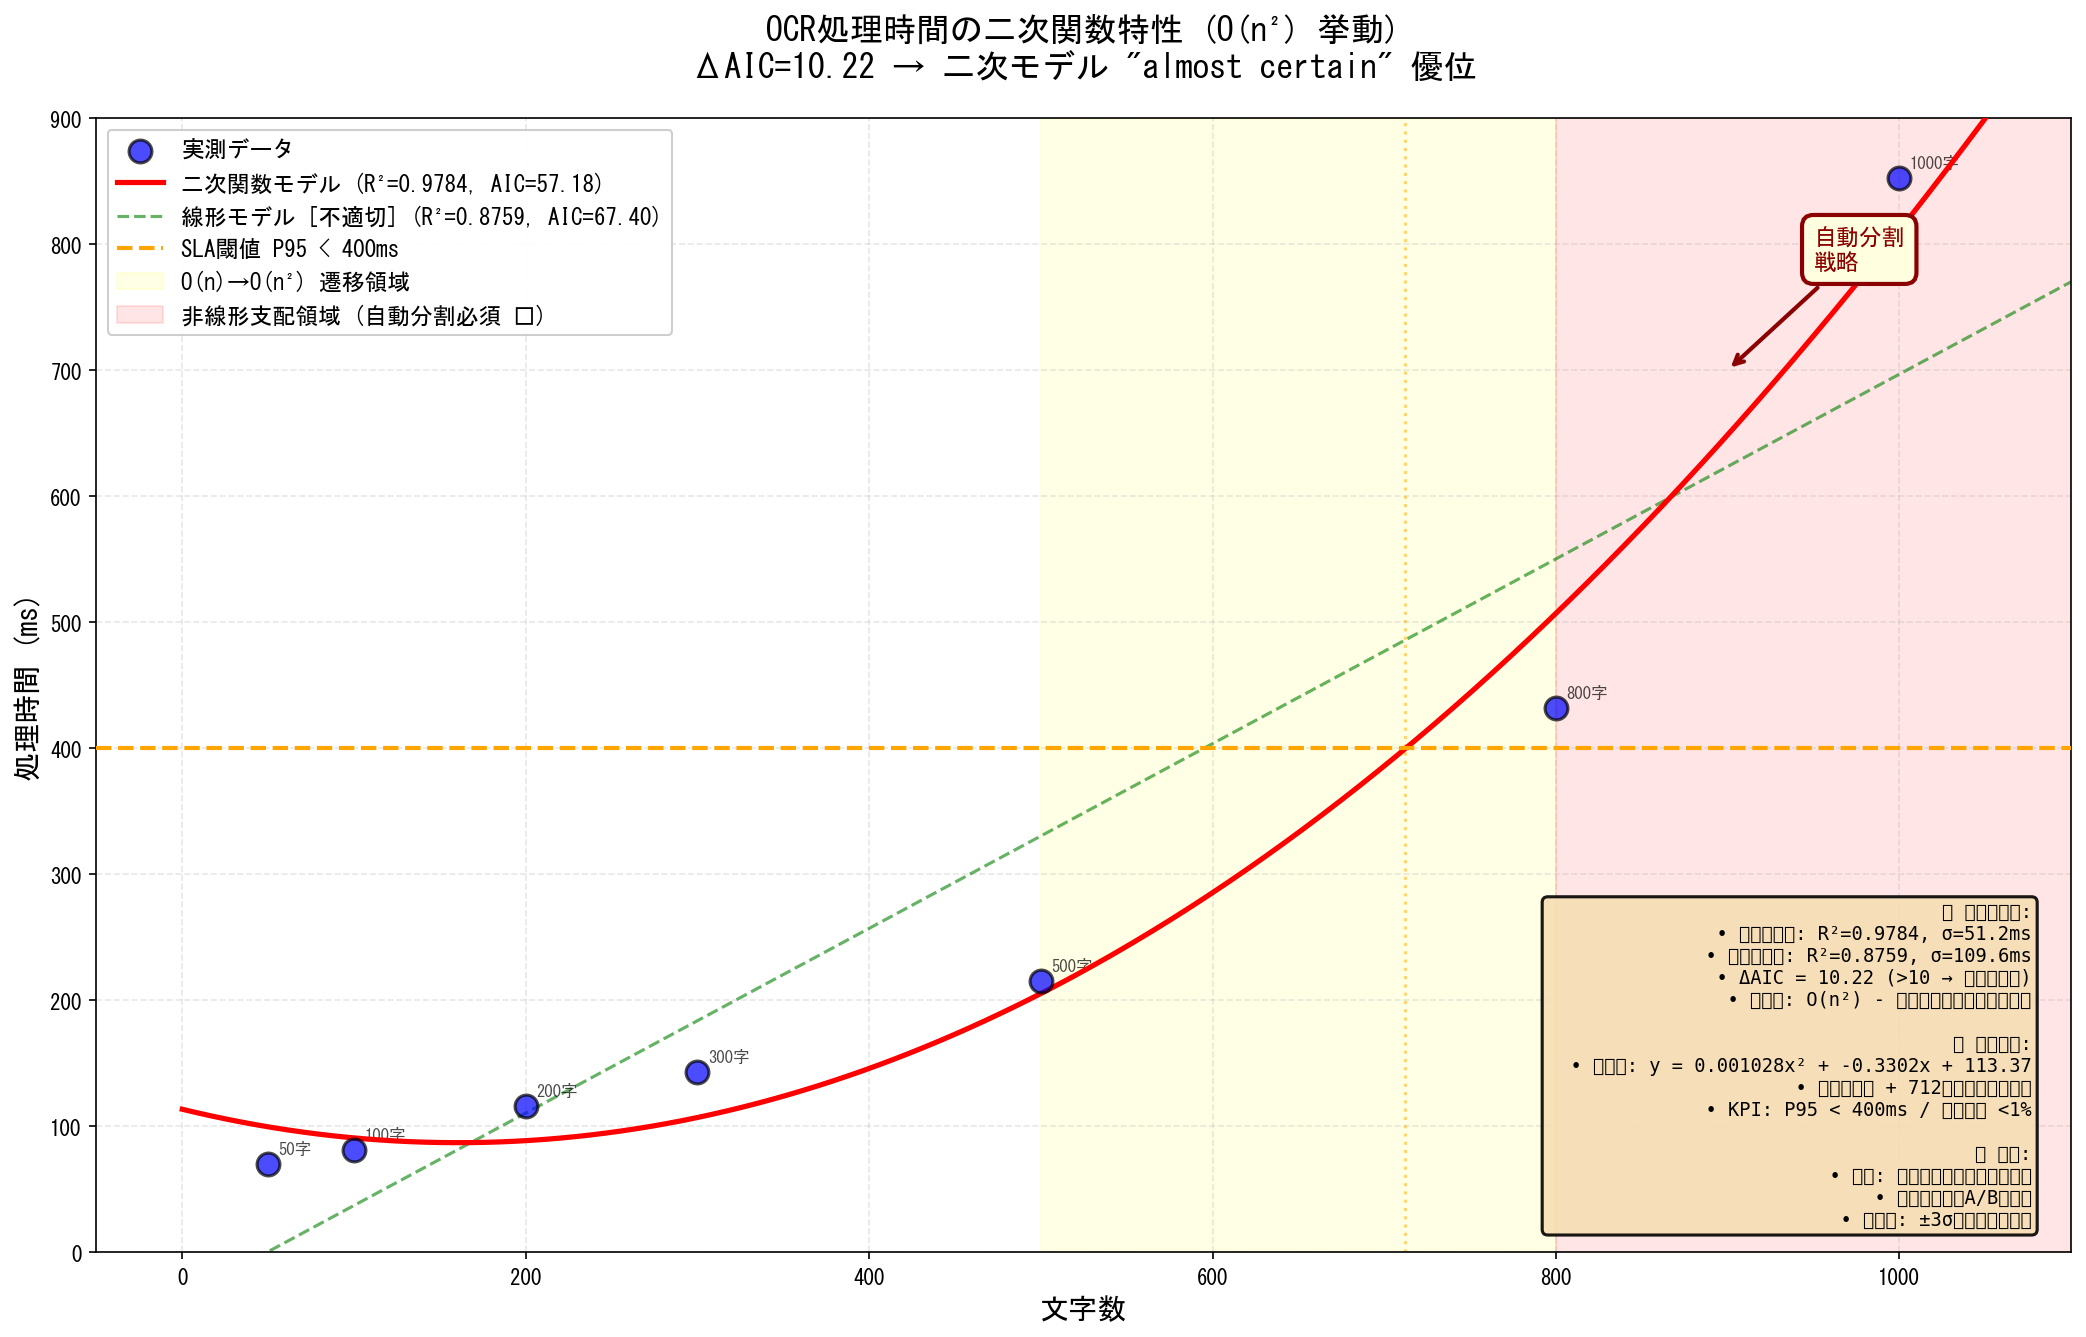 OCR処理時間の二次関数特性 (O(n²) 挙動)
ΔAIC=10.22 → 二次モデル "almost certain" 優位
実測データ
二次関数モデル (R²=0.9784, AIC=57.18)
線形モデル [不適切] (R²=0.8759, AIC=67.40)
SLA閾値 P95 < 400ms
O(n)→O(n²) 遷移領域
非線形支配領域 (自動分割必須 □)
900
800
700
600
500
400
300
200
100
0
処理時間 (ms)
50字
100字
200字
300字
500字
800字
1000字
自動分割
戦略
:
• : R²=0.9784, σ=51.2ms
• : R²=0.8759, σ=109.6ms
• ΔAIC = 10.22 (>10 → )
• : O(n²) -
:
• : y = 0.001028x² + -0.3302x + 113.37
• + 712
• KPI: P95 < 400ms / <1%
:
• :
• A/B
• : ±3σ
0
200
400
600
800
1000
文字数